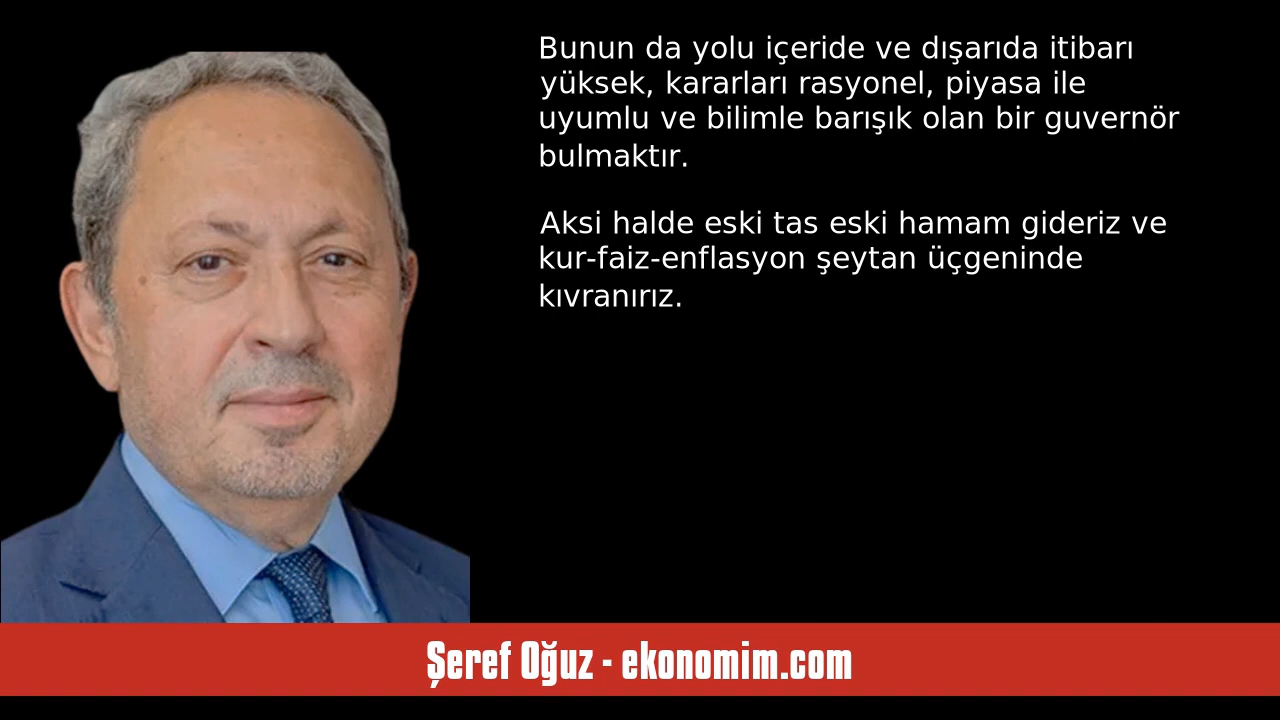 Bunun da yolu içeride ve dışarıda itibarı
yüksek, kararları rasyonel, piyasa ile
uyumlu ve bilimle barışık olan bir guvernör
bulmaktır.
Aksi halde eski tas eski hamam gideriz ve
kur-faiz-enflasyon şeytan üçgeninde
kıvranırız.
Şeref Oğuz - ekonomim.com